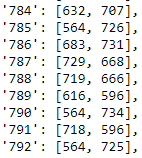 '784': [632, 707],
'785': [564, 726],
'786': [683, 731],
'787': [729, 668],
'788': [719, 666],
'789': [616, 596],
'790': [564, 734],
'791': [718, 596],
'792': [564, 725],